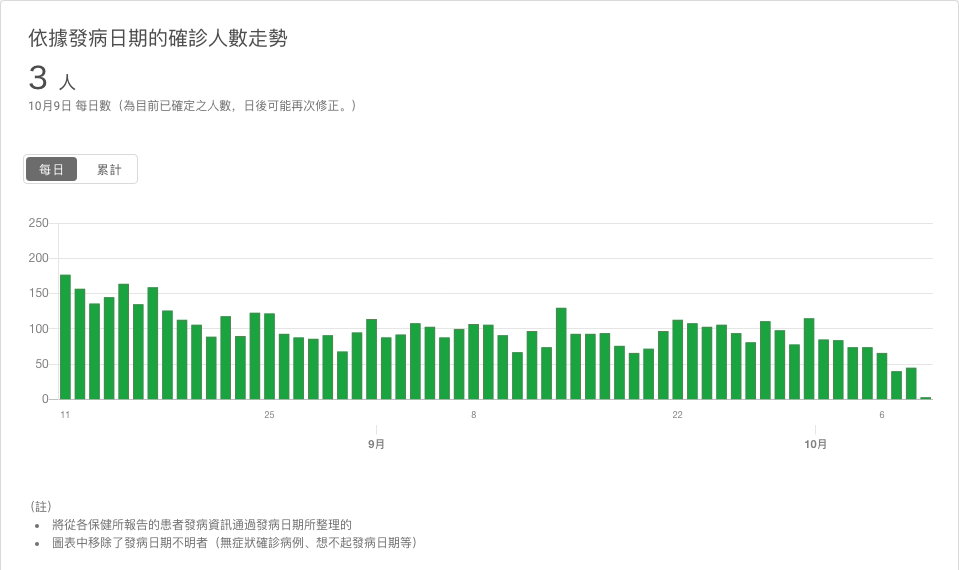 依據發病日期的確診人數走勢
3 人
10月9日 每日數（為目前已確定之人數，日後可能再次修正。）
每日 累計
250
200
150
100
50
0
11 25 8 22 6
9月 10月
（註）
• 將從各保健所報告的患者發病資訊通過發病日期所整理的
• 圖表中移除了發病日期不明者（無症狀確診病例、想不起發病日期等）